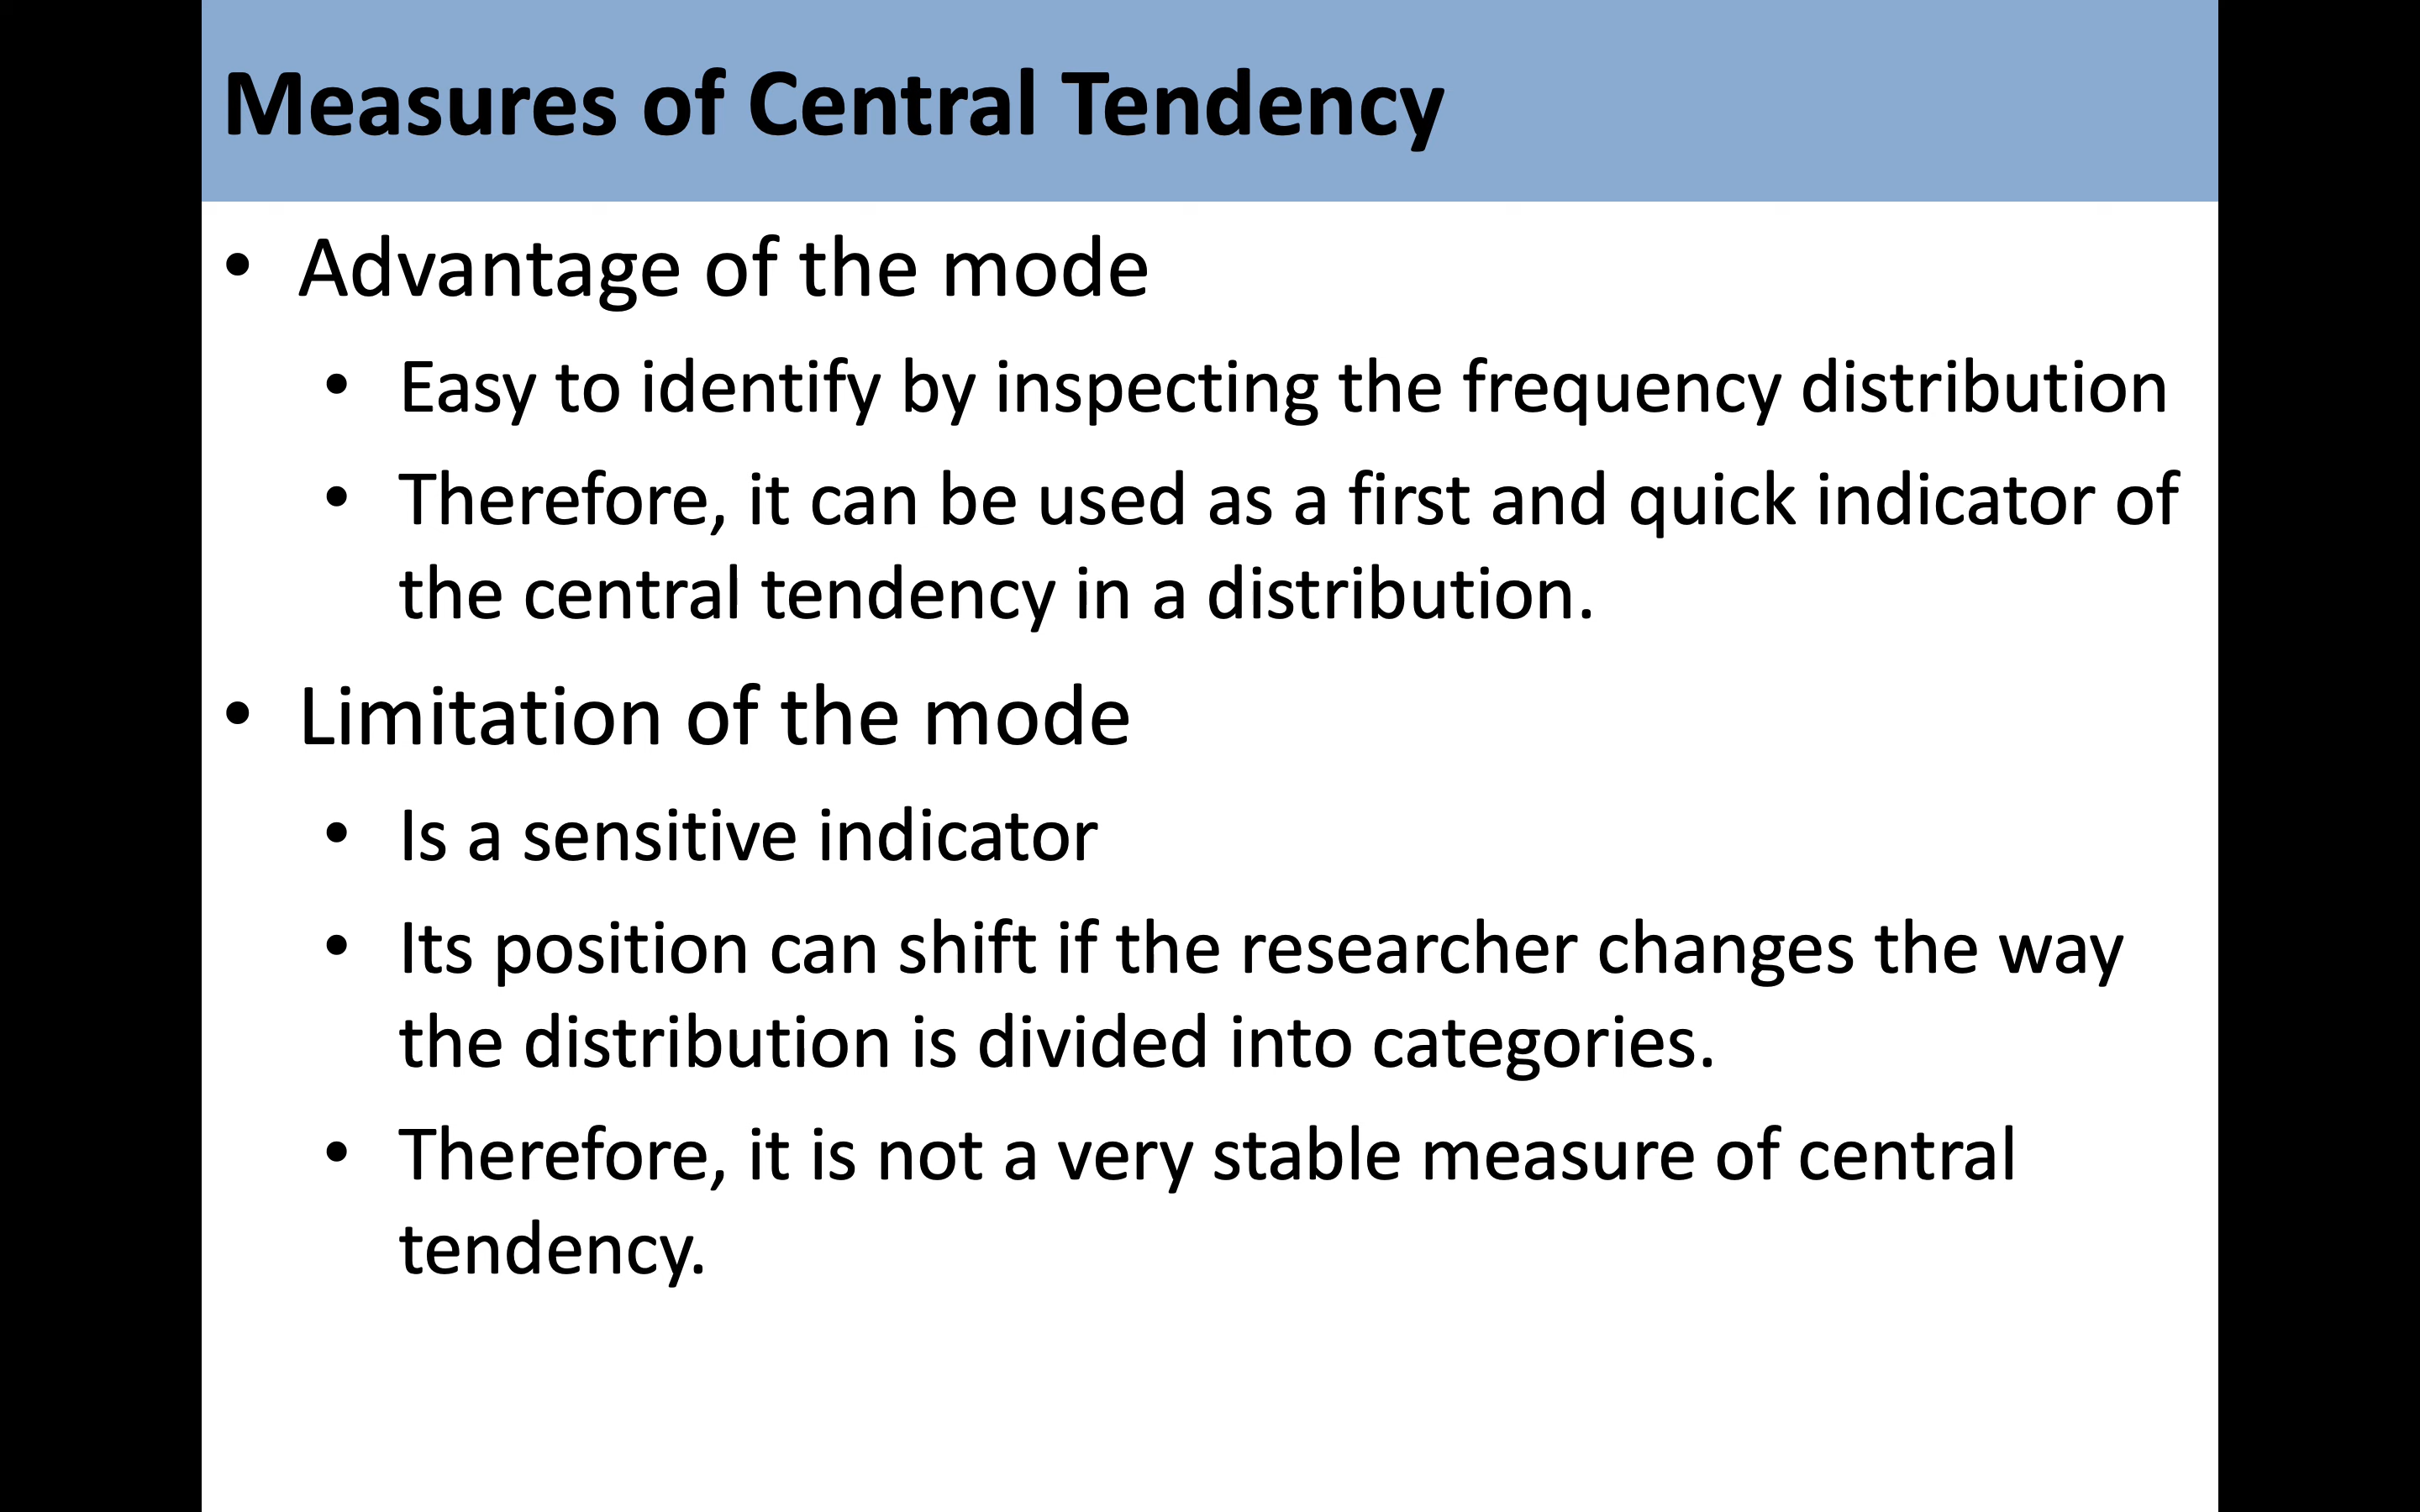 Measures of Central Tendency
• Advantage of the mode
• Easy to identify by inspecting the frequency distribution
• Therefore, it can be used as a first and quick indicator of
the central tendency in a distribution.
• Limitation of the mode
• Is a sensitive indicator
• Its position can shift if the researcher changes the way
the distribution is divided into categories.
• Therefore, it is not a very stable measure of central
tendency.